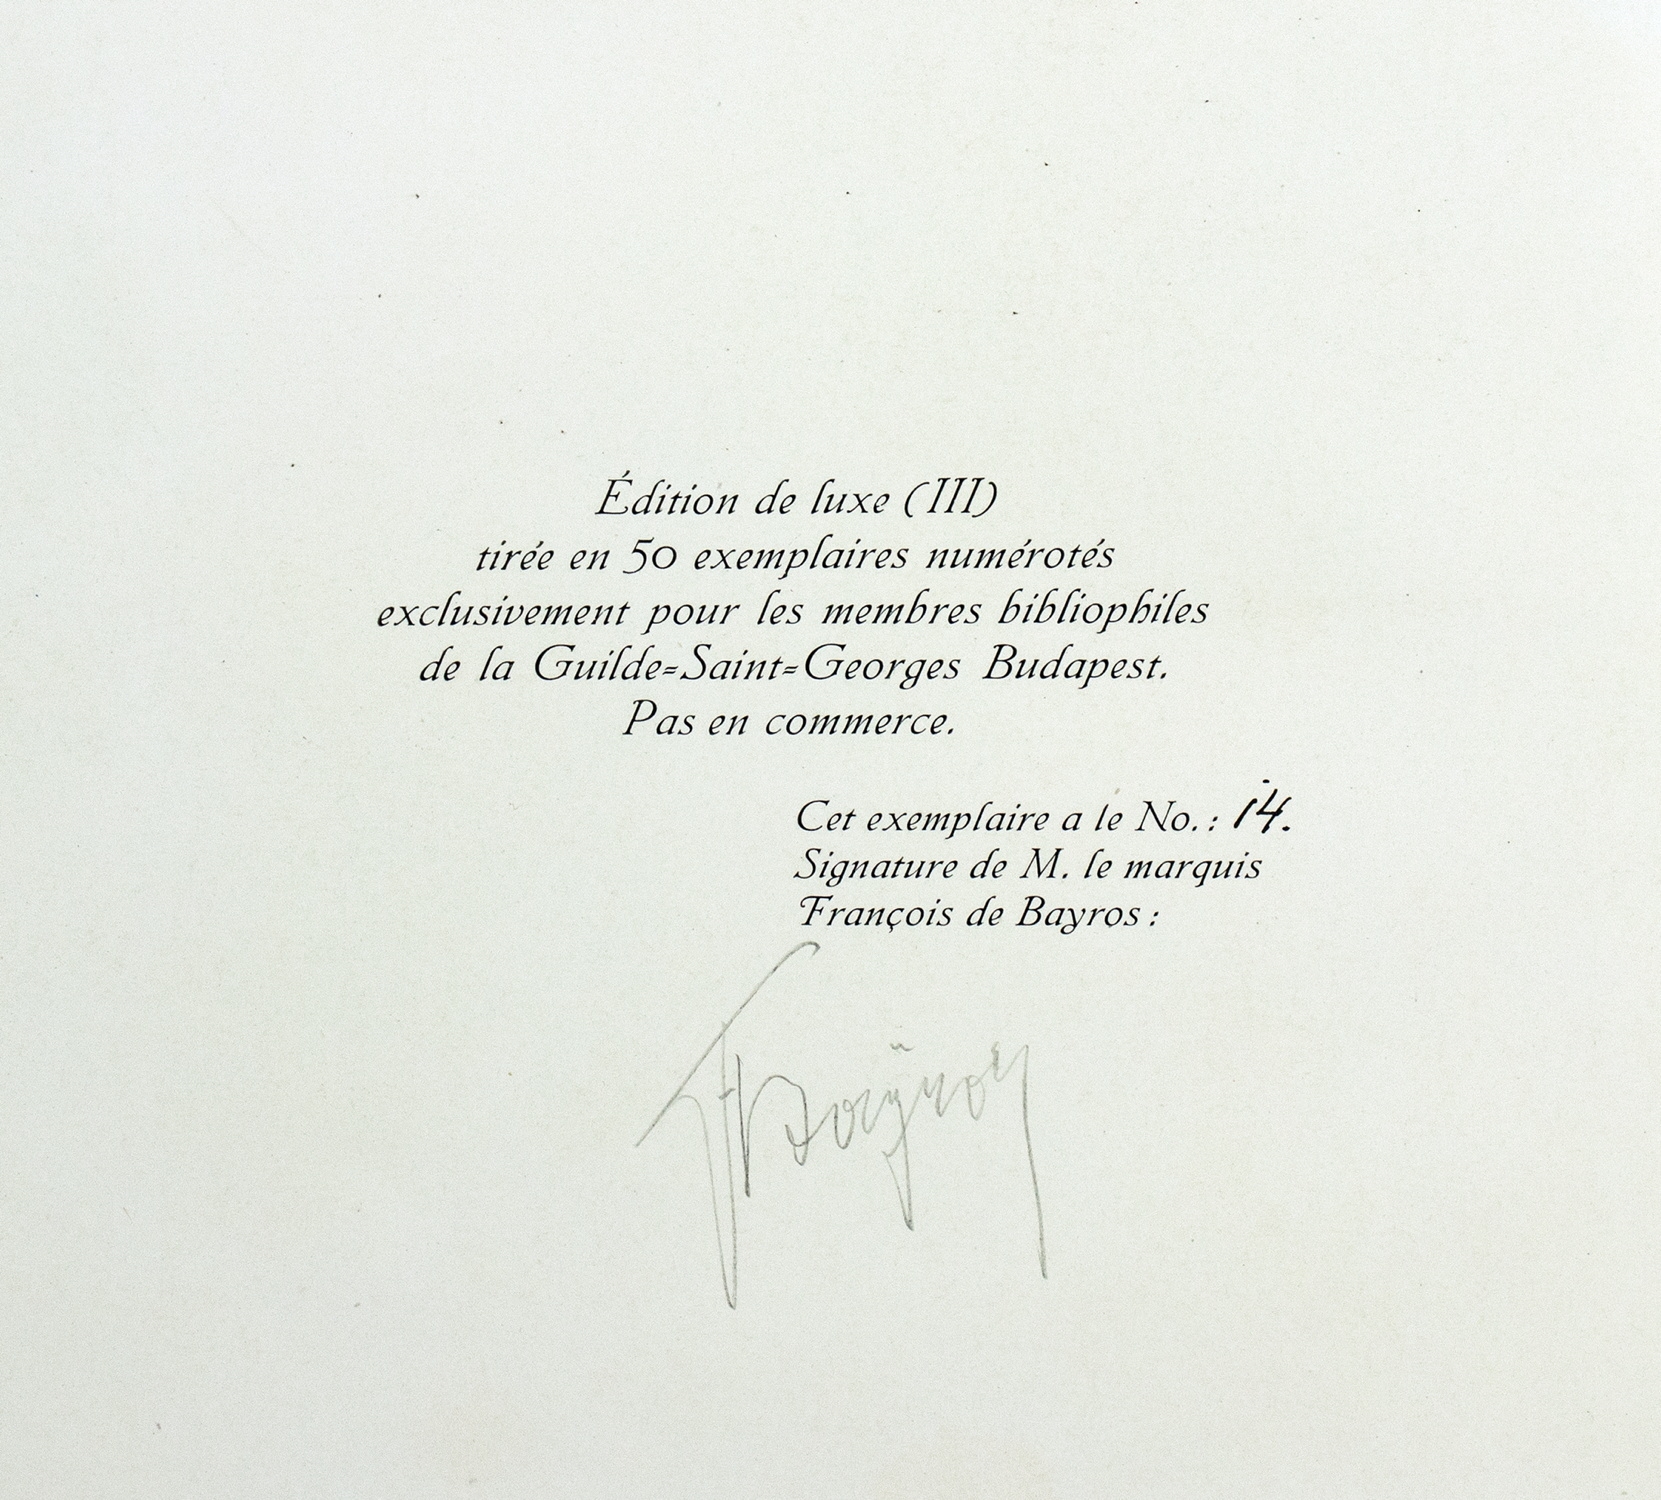 Édition de luxe (III)
tirée en 50 exemplaires numérotés
exclusivement pour les membres bibliophiles
de la Guilde=Saint=Georges Budapest.
Pas en commerce.
Cet exemplaire a le No. : 14.
Signature de M. le marquis
François de Bayros :
Bayros